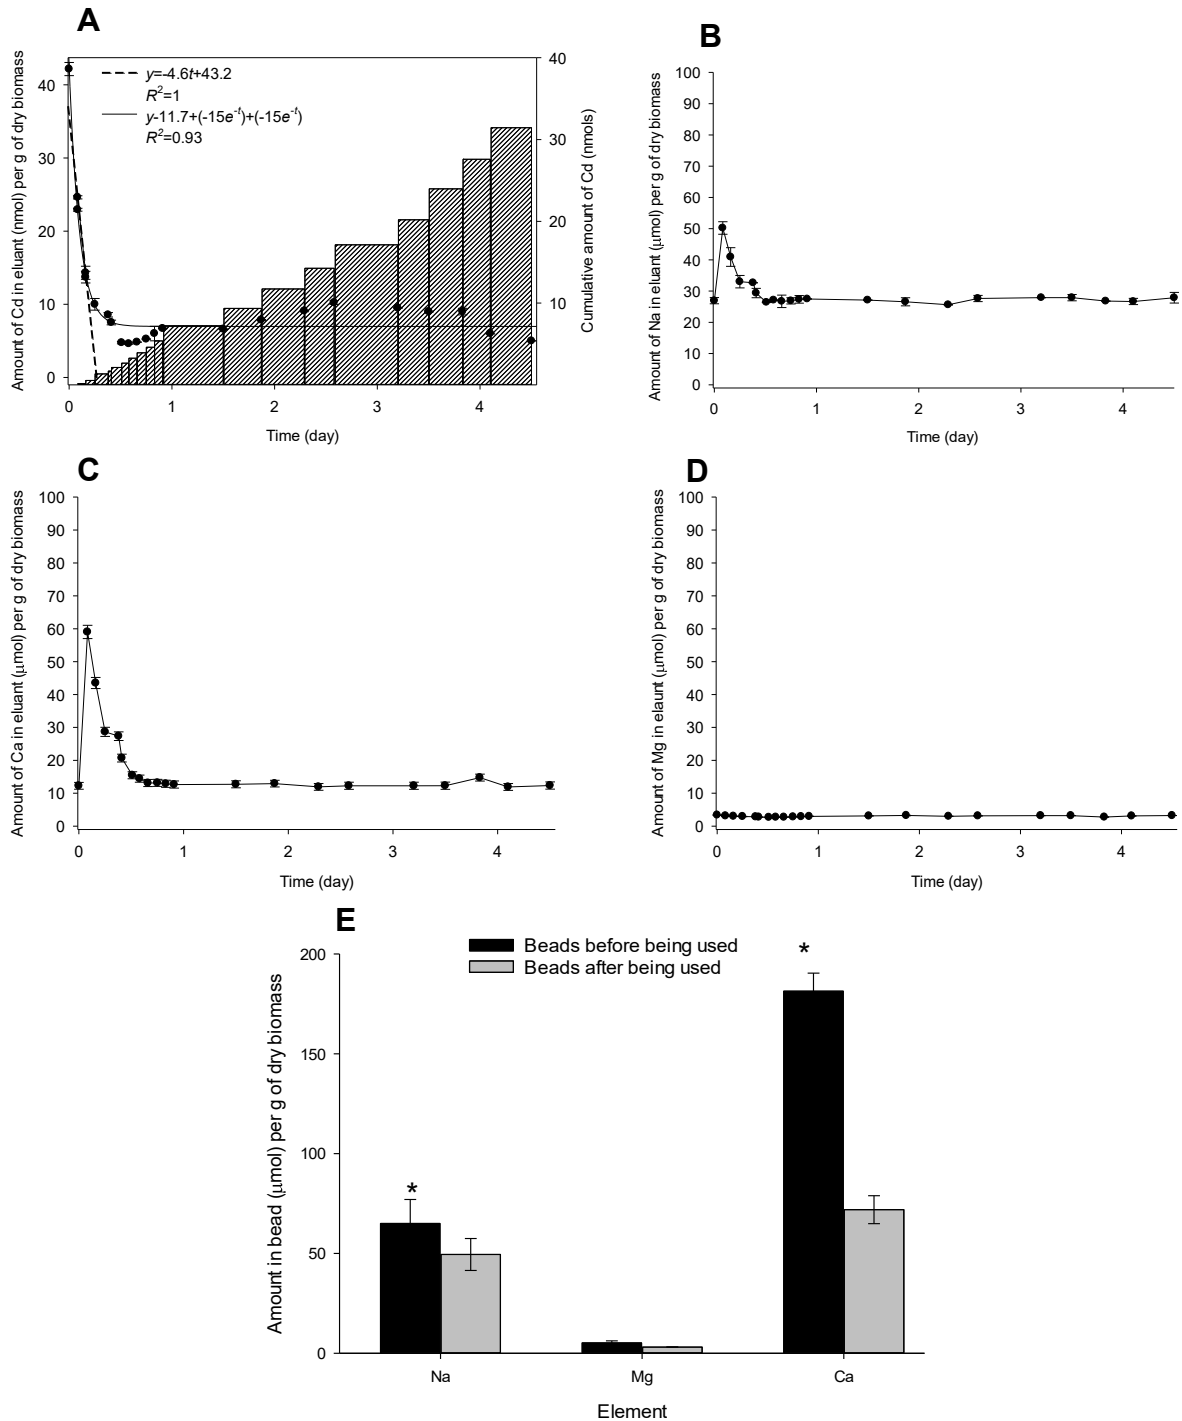 A
Amount of Cd in eluant (nmol) per g of dry biomass
40
30
20
10
0
y=-4.6t+43.2
R²=1
y-11.7+(-15e⁻ᵗ)+(-15e⁻ᵗ)
R²=0.93
40
30
20
10
Cumulative amount of Cd (nmols)
0 1 2 3 4
Time (day)
B
Amount of Na in eluant (μmol) per g of dry biomass
100
90
80
70
60
50
40
30
20
10
0
0 1 2 3 4
Time (day)
C
Amount of Ca in eluant (μmol) per g of dry biomass
100
90
80
70
60
50
40
30
20
10
0
0 1 2 3 4
Time (day)
D
Amount of Mg in elaunt (μmol) per g of dry biomass
100
90
80
70
60
50
40
30
20
10
0
0 1 2 3 4
Time (day)
E
Beads before being used
Beads after being used
Amount in bead (μmol) per g of dry biomass
200
150
100
50
0
*
*
Na Mg Ca
Element